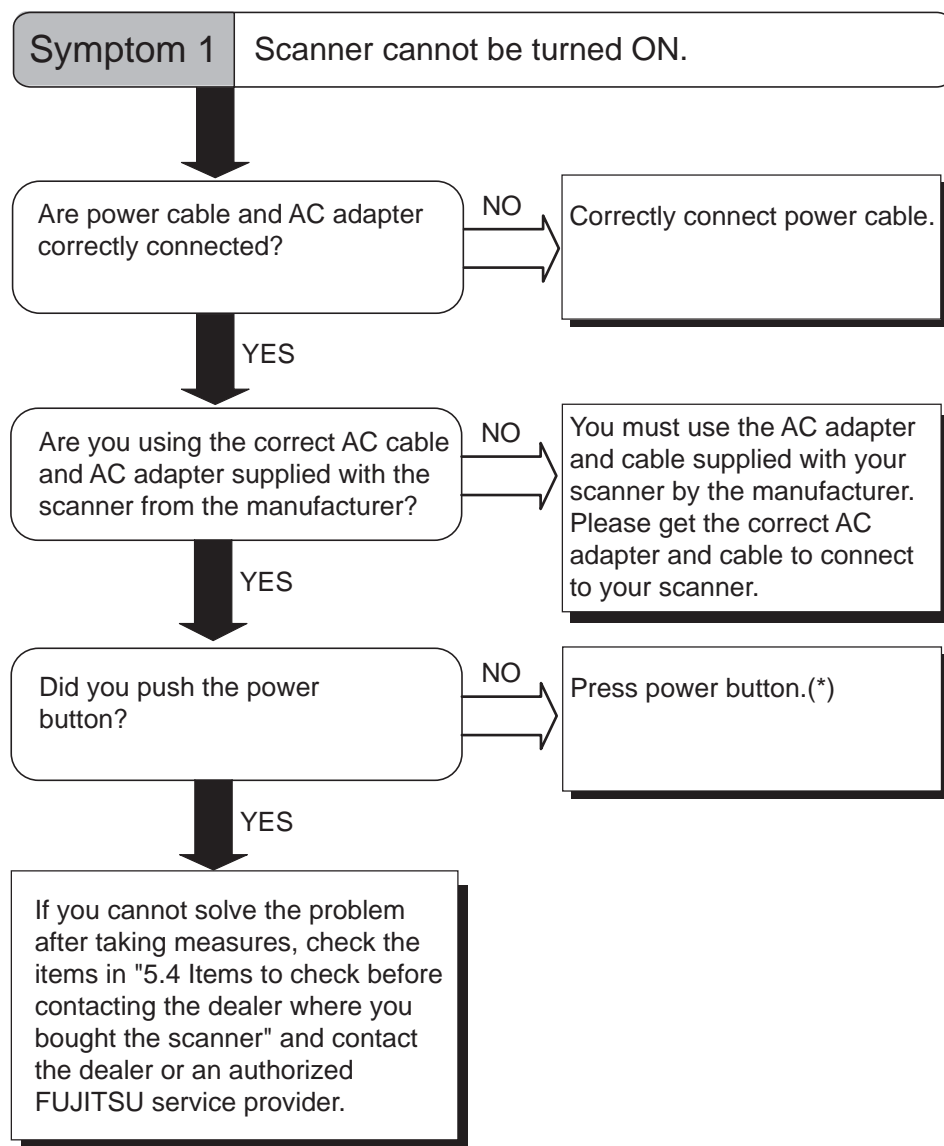 Symptom 1
Scanner cannot be turned ON.
Are power cable and AC adapter
correctly connected?
NO
Correctly connect power cable.
YES
Are you using the correct AC cable
and AC adapter supplied with the
scanner from the manufacturer?
NO
You must use the AC adapter
and cable supplied with your
scanner by the manufacturer.
Please get the correct AC
adapter and cable to connect
to your scanner.
YES
Did you push the power
button?
NO
Press power button.(*)
YES
If you cannot solve the problem
after taking measures, check the
items in "5.4 Items to check before
contacting the dealer where you
bought the scanner" and contact
the dealer or an authorized
FUJITSU service provider.